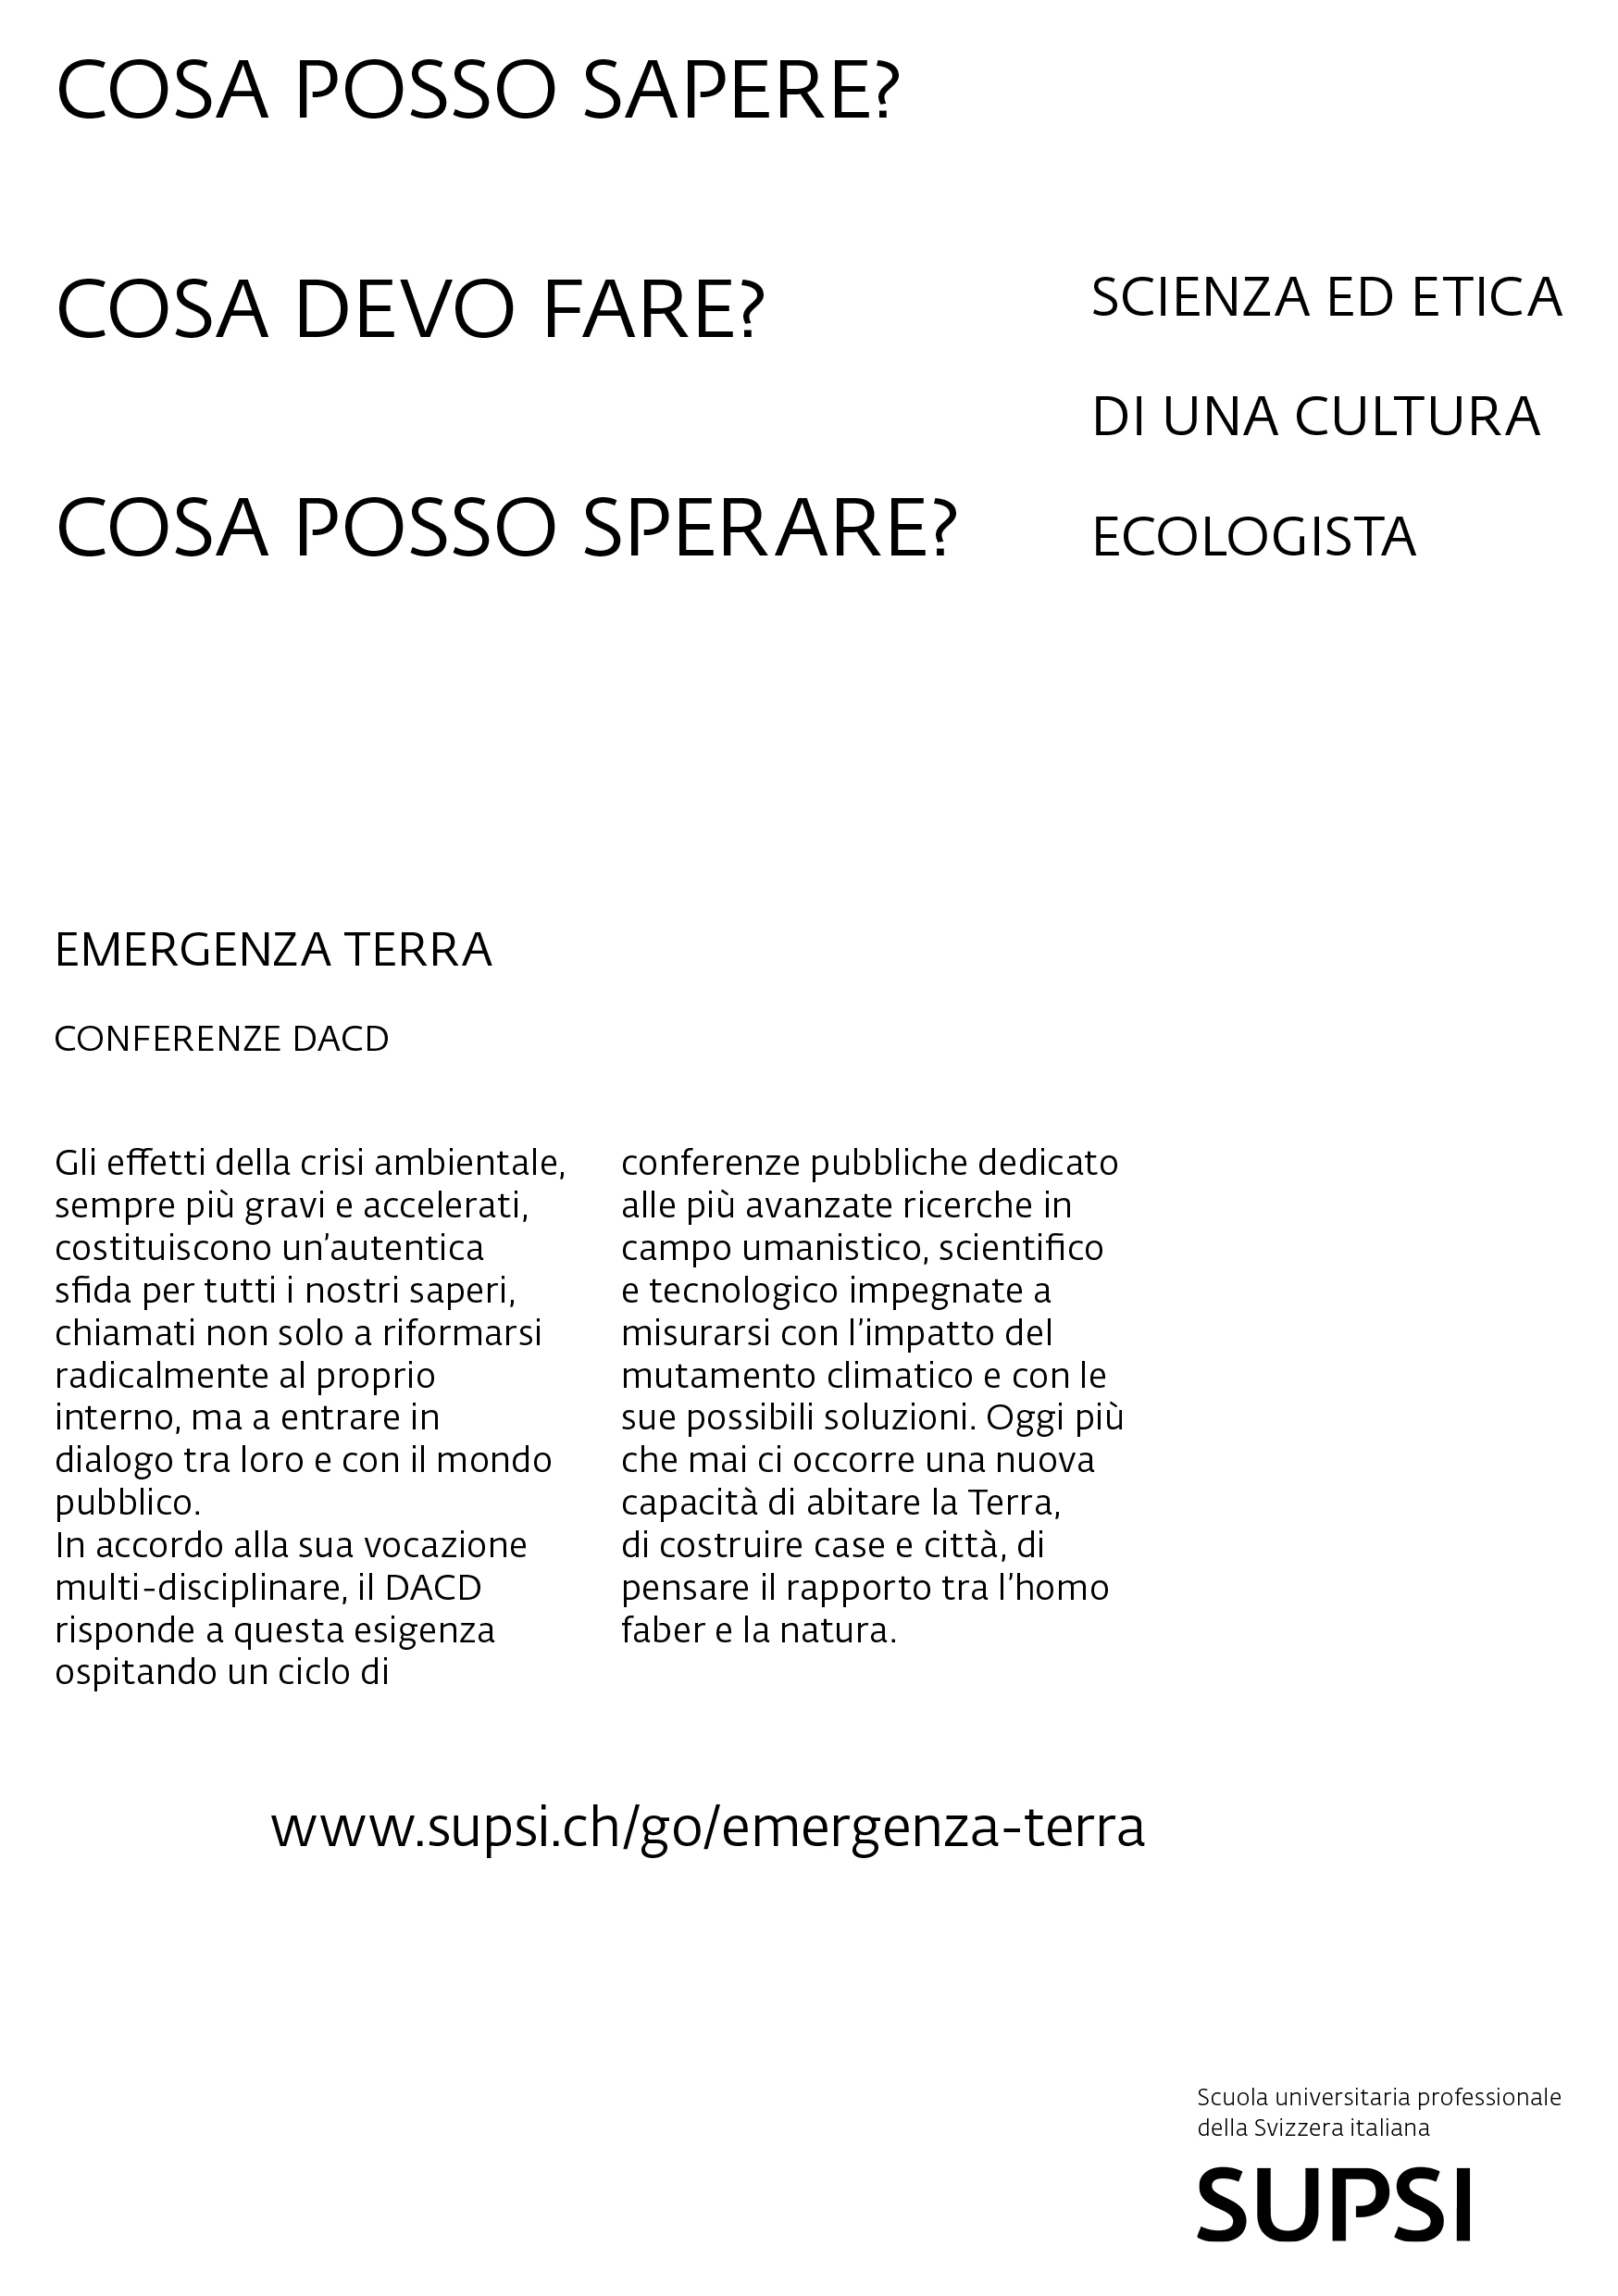 COSA POSSO SAPERE?
COSA DEVO FARE?
COSA POSSO SPERARE?
SCIENZA ED ETICA
DI UNA CULTURA
ECOLOGISTA
EMERGENZA TERRA
CONFERENZE DACD
Gli effetti della crisi ambientale,
sempre più gravi e accelerati,
costituiscono un’autentica
sfida per tutti i nostri saperi,
chiamati non solo a riformarsi
radicalmente al proprio
interno, ma a entrare in
dialogo tra loro e con il mondo
pubblico.
In accordo alla sua vocazione
multi-disciplinare, il DACD
risponde a questa esigenza
ospitando un ciclo di
conferenze pubbliche dedicato
alle più avanzate ricerche in
campo umanistico, scientifico
e tecnologico impegnate a
misurarsi con l’impatto del
mutamento climatico e con le
sue possibili soluzioni. Oggi più
che mai ci occorre una nuova
capacità di abitare la Terra,
di costruire case e città, di
pensare il rapporto tra l’homo
faber e la natura.
www.supsi.ch/go/emergenza-terra
Scuola universitaria professionale
della Svizzera italiana
SUPSI